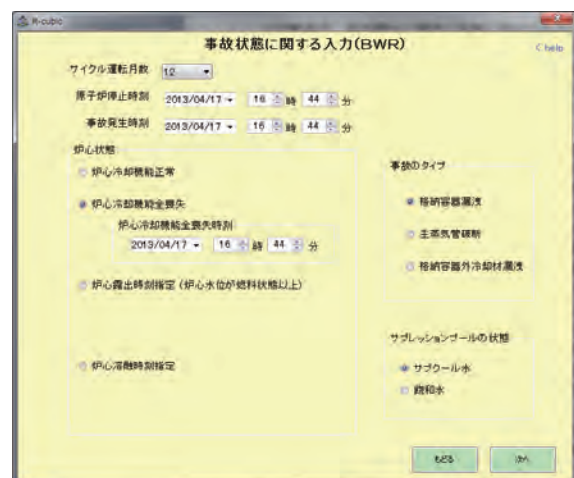 R-cubic
事故状態に関する入力(BWR)
help
サイクル運転月数 12
原子炉停止時刻 2013/04/17 16 時 44 分
事故発生時刻 2013/04/17 16 時 44 分
炉心状態
炉心冷却機能正常
炉心冷却機能全喪失
炉心冷却機能全喪失時刻
2013/04/17 16 時 44 分
炉心露出時刻指定(炉心水位が燃料状態以上)
炉心溶融時刻指定
事故のタイプ
格納容器漏洩
主蒸気管破断
格納容器外冷却材漏洩
サプレッションプールの状態
サブクール水
飽和水
もどる 次へ